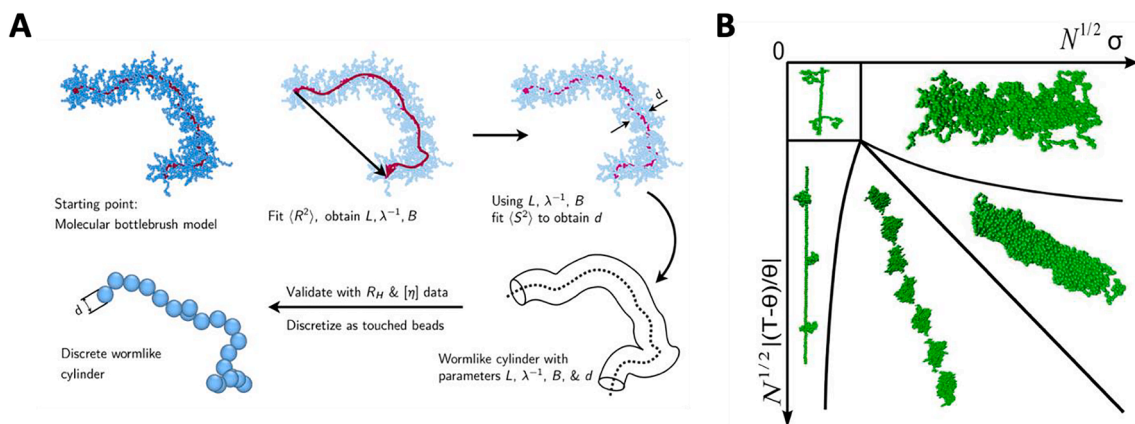 A
Starting point:
Molecular bottlebrush model
Fit ⟨R²⟩, obtain L, λ⁻¹, B
d
Using L, λ⁻¹, B
fit ⟨S²⟩ to obtain d
Validate with R_H & [η] data
Discretize as touched beads
d
Discrete wormlike
cylinder
Wormlike cylinder with
parameters L, λ⁻¹, B, & d
B
0
N^{1/2} σ
N^{1/2} |(T-θ)/θ|